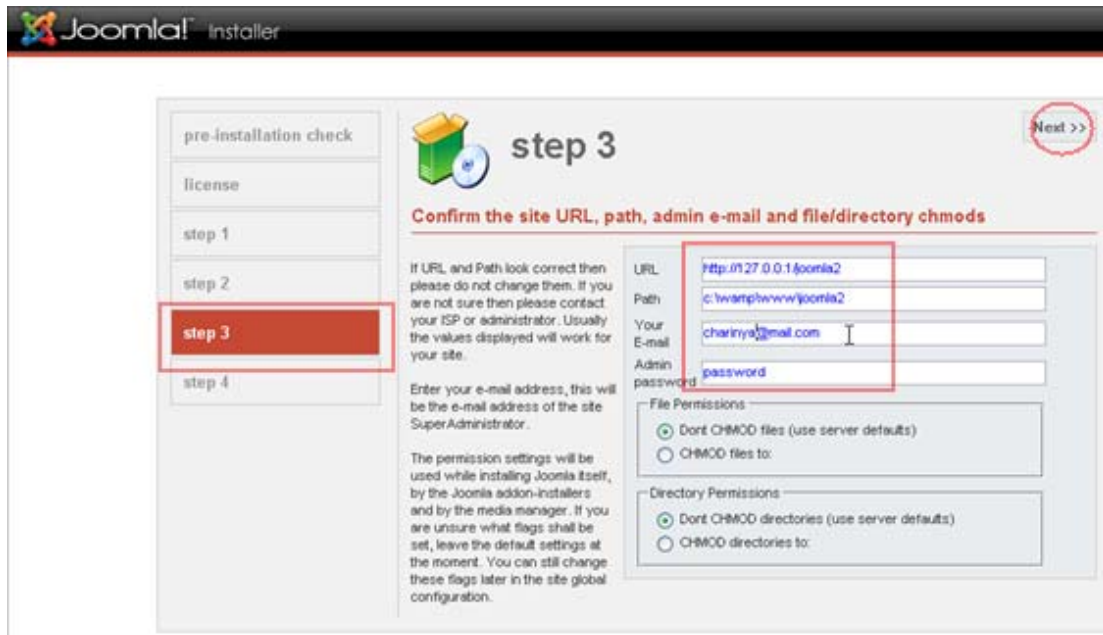 Joomla! Installer
pre-installation check
license
step 1
step 2
step 3
step 4
step 3
Next >>
Confirm the site URL, path, admin e-mail and file/directory chmods
If URL and Path look correct then
please do not change them. If you
are not sure then please contact
your ISP or administrator. Usually
the values displayed will work for
your site.
Enter your e-mail address, this will
be the e-mail address of the site
SuperAdministrator.
The permission settings will be
used while installing Joomla itself,
by the Joomla addon-installers
and by the media manager. If you
are unsure what flags shall be
set, leave the default settings at
the moment. You can still change
these flags later in the site global
configuration.
URL http://127.0.0.1/joomla2
Path c:\wamp\www\joomla2
Your
E-mail charinya@mail.com
Admin
password password
File Permissions
Dont CHMOD files (use server defaults)
CHMOD files to:
Directory Permissions
Dont CHMOD directories (use server defaults)
CHMOD directories to: